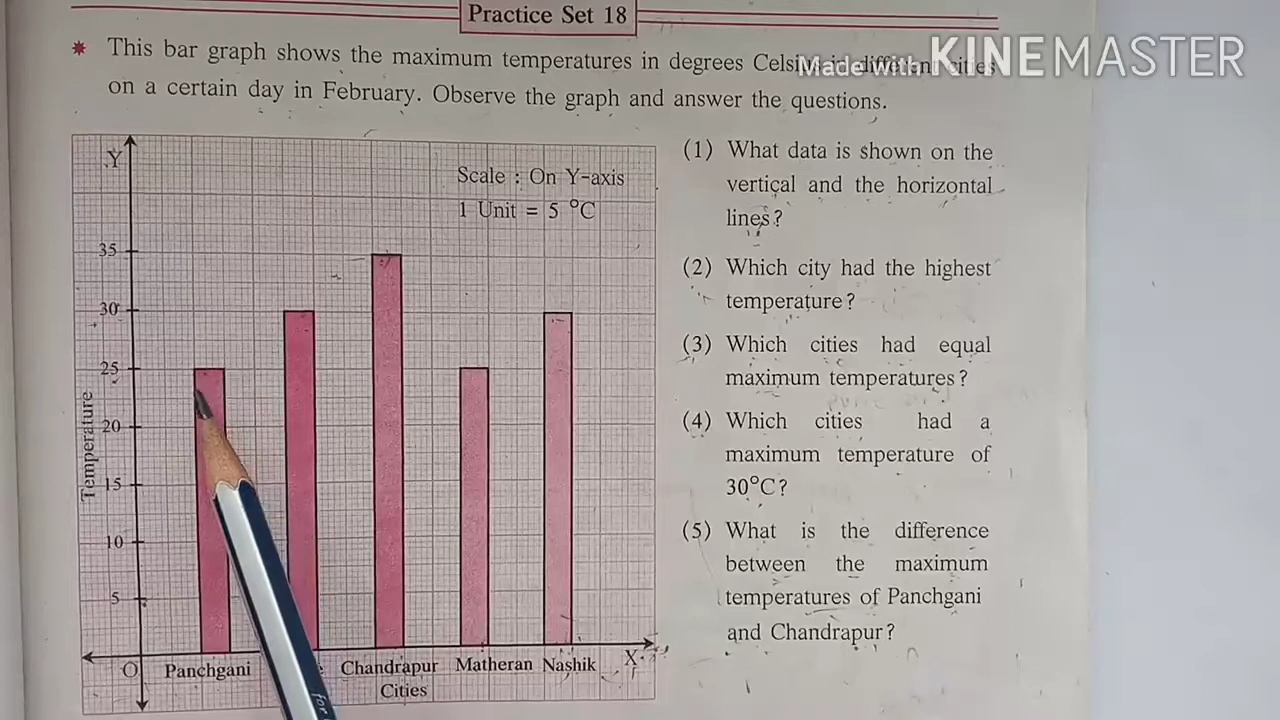 Practice Set 18
* This bar graph shows the maximum temperatures in degrees Celsius in different cities
on a certain day in February. Observe the graph and answer the questions.
Made with KINEMASTER
Y
Scale : On Y-axis
1 Unit = 5 °C
35
30
25
20
15
10
5
Temperature
O
Panchgani
Chandrapur
Matheran
Nashik
X
Cities
(1) What data is shown on the
vertical and the horizontal
lines?
(2) Which city had the highest
temperature?
(3) Which cities had equal
maximum temperatures?
(4) Which cities had a
maximum temperature of
30°C?
(5) What is the difference
between the maximum
temperatures of Panchgani
and Chandrapur?
for